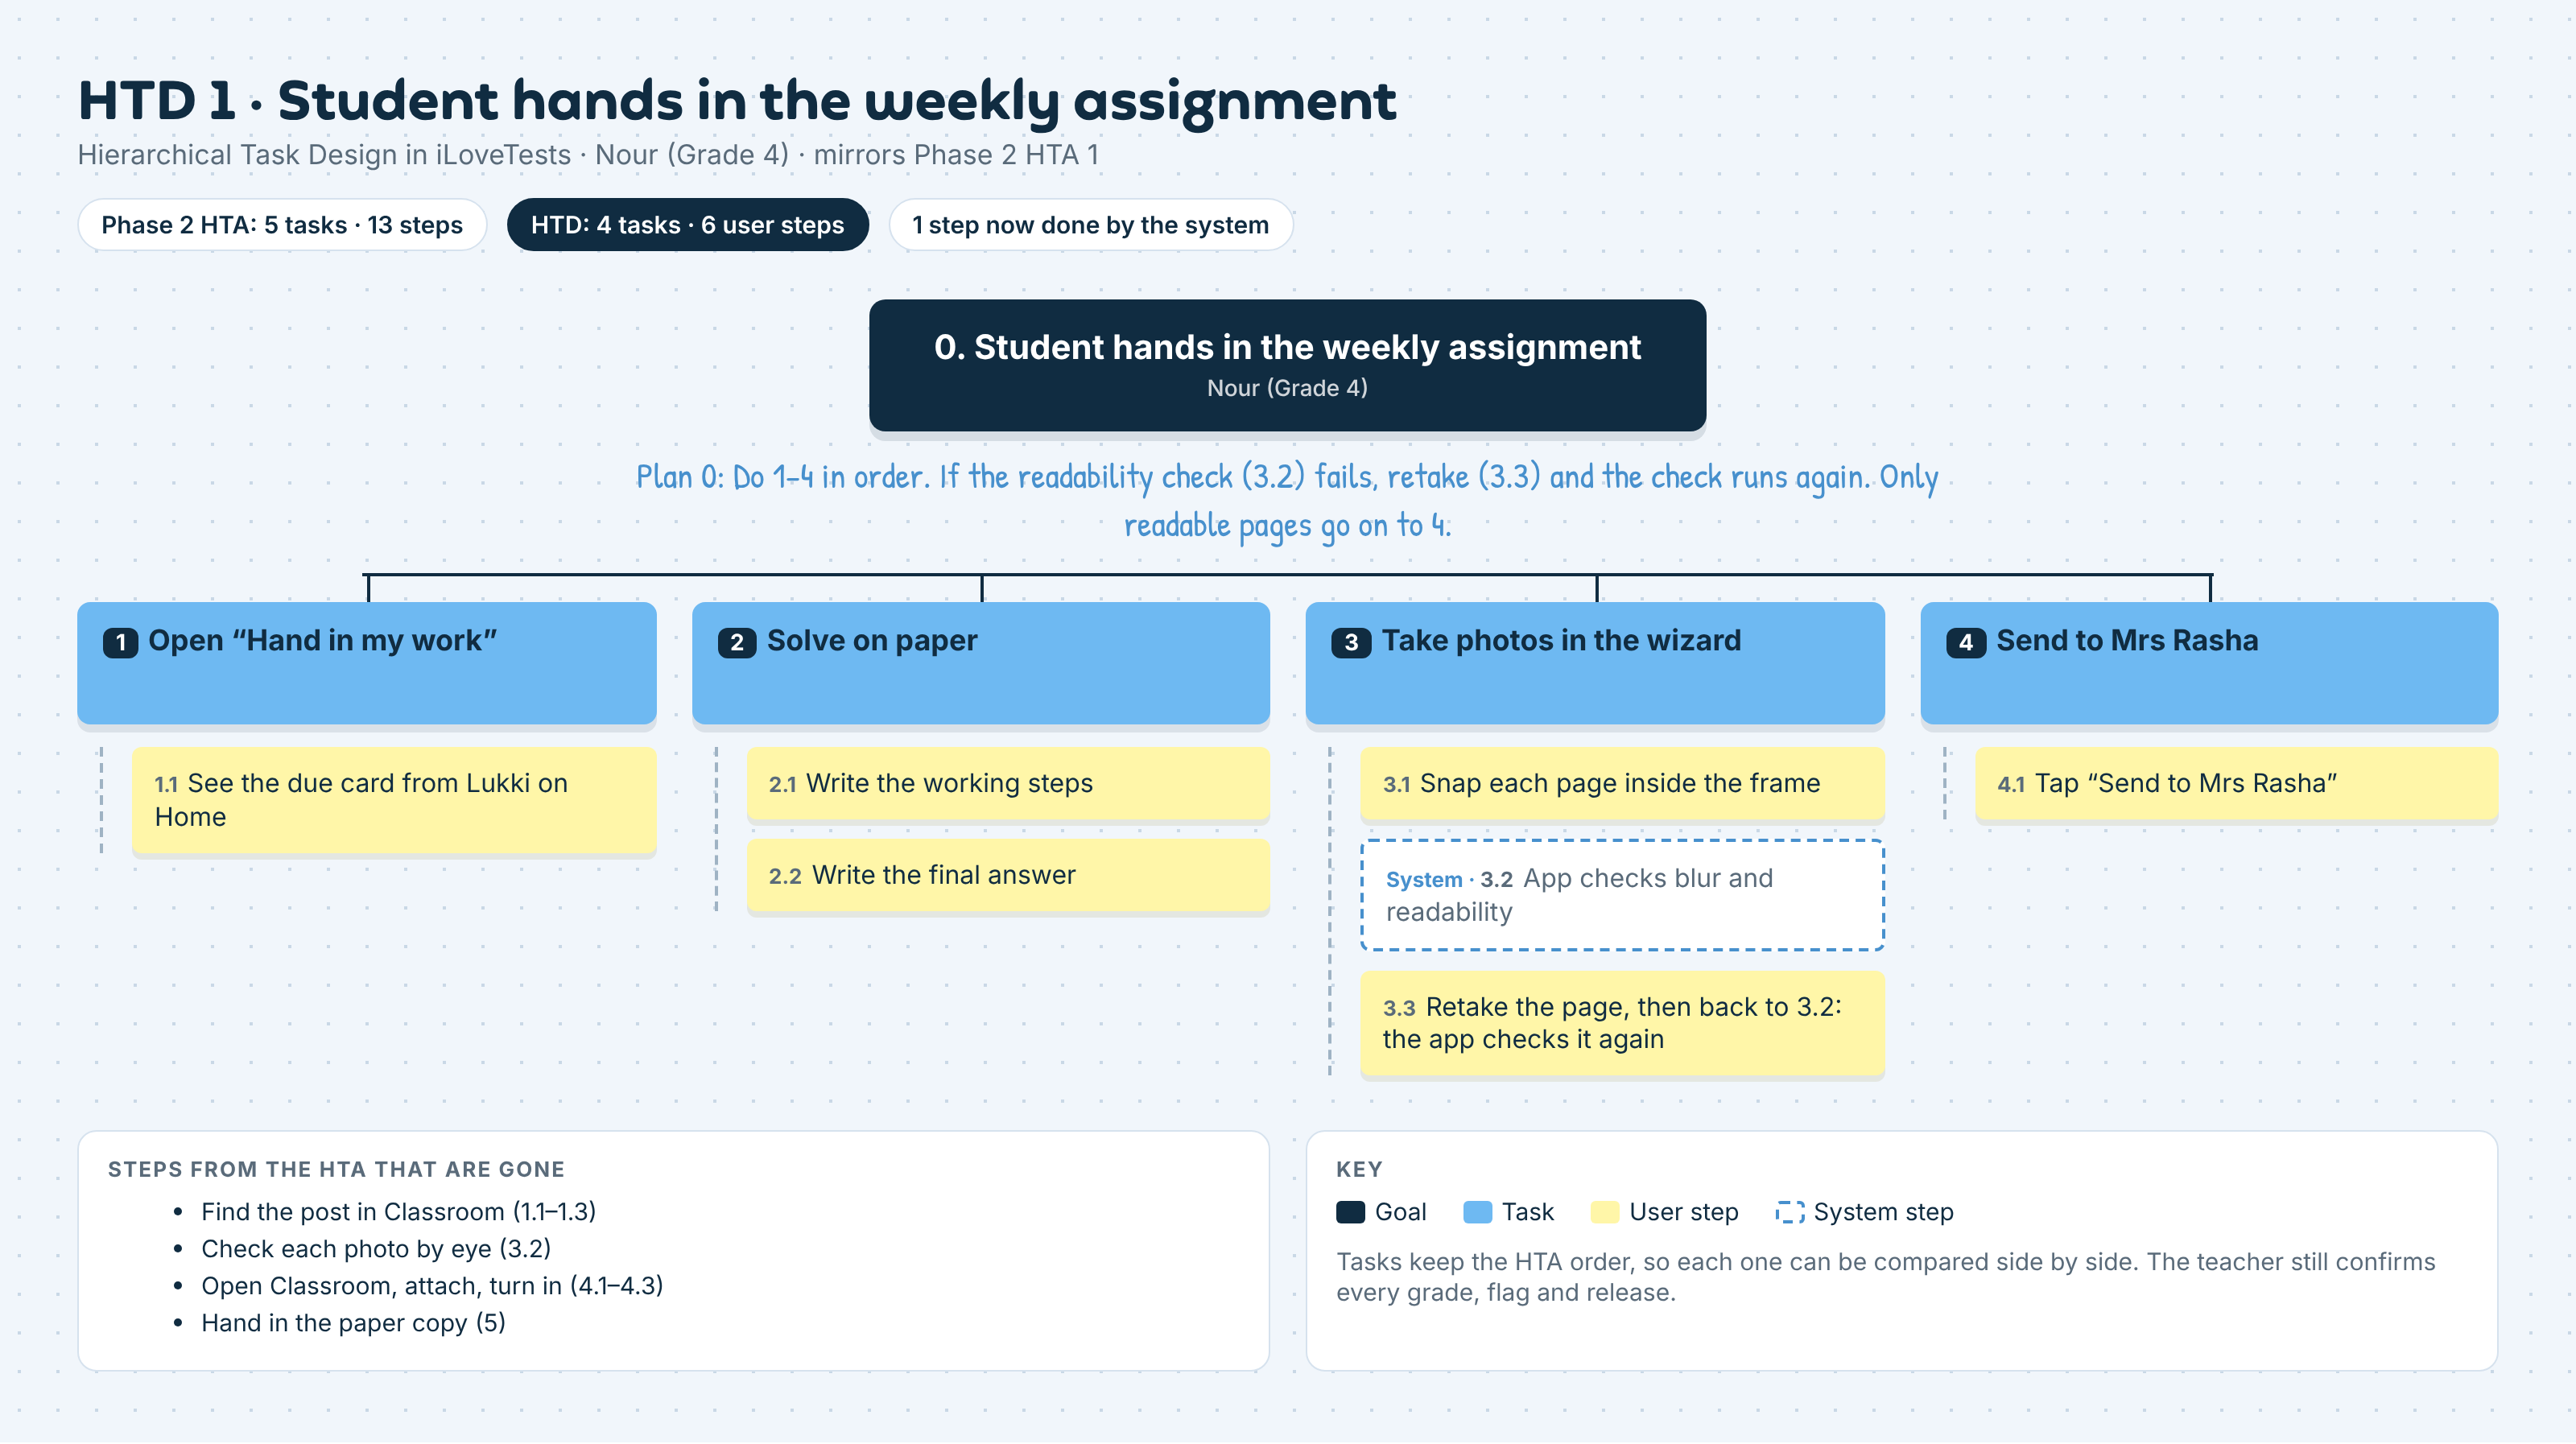 HTD 1 · Student hands in the weekly assignment
Hierarchical Task Design in iLoveTests · Nour (Grade 4) · mirrors Phase 2 HTA 1
Phase 2 HTA: 5 tasks · 13 steps
HTD: 4 tasks · 6 user steps
1 step now done by the system
0. Student hands in the weekly assignment
Nour (Grade 4)
Plan 0: Do 1–4 in order. If the readability check (3.2) fails, retake (3.3) and the check runs again. Only
readable pages go on to 4.
1 Open “Hand in my work”
1.1 See the due card from Lukki on
Home
2 Solve on paper
2.1 Write the working steps
2.2 Write the final answer
3 Take photos in the wizard
3.1 Snap each page inside the frame
System · 3.2 App checks blur and
readability
3.3 Retake the page, then back to 3.2:
the app checks it again
4 Send to Mrs Rasha
4.1 Tap “Send to Mrs Rasha”
STEPS FROM THE HTA THAT ARE GONE
• Find the post in Classroom (1.1–1.3)
• Check each photo by eye (3.2)
• Open Classroom, attach, turn in (4.1–4.3)
• Hand in the paper copy (5)
KEY
Goal
Task
User step
System step
Tasks keep the HTA order, so each one can be compared side by side. The teacher still confirms
every grade, flag and release.